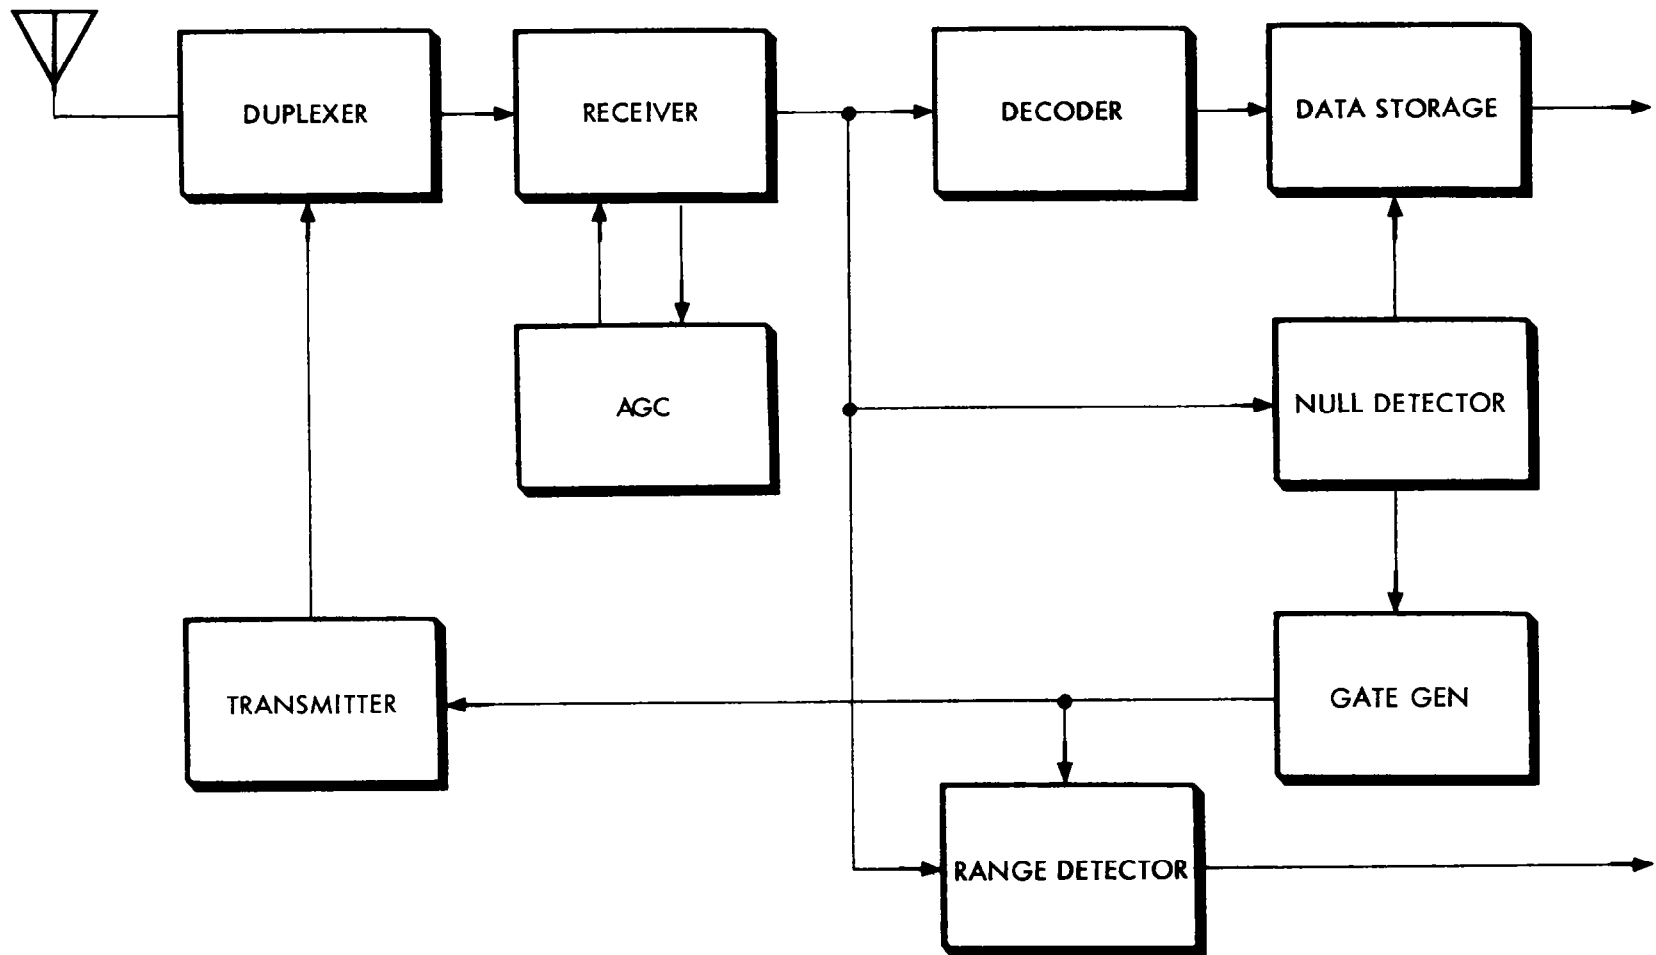 DUPLEXER
RECEIVER
DECODER
DATA STORAGE
AGC
NULL DETECTOR
TRANSMITTER
GATE GEN
RANGE DETECTOR